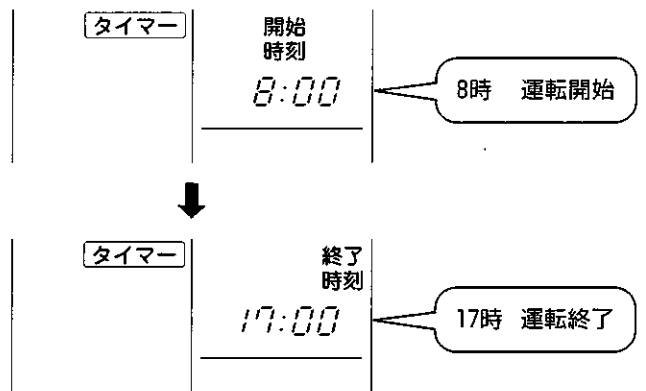 タイマー
開始
時刻
8:00
8時　運転開始
タイマー
終了
時刻
17:00
17時　運転終了